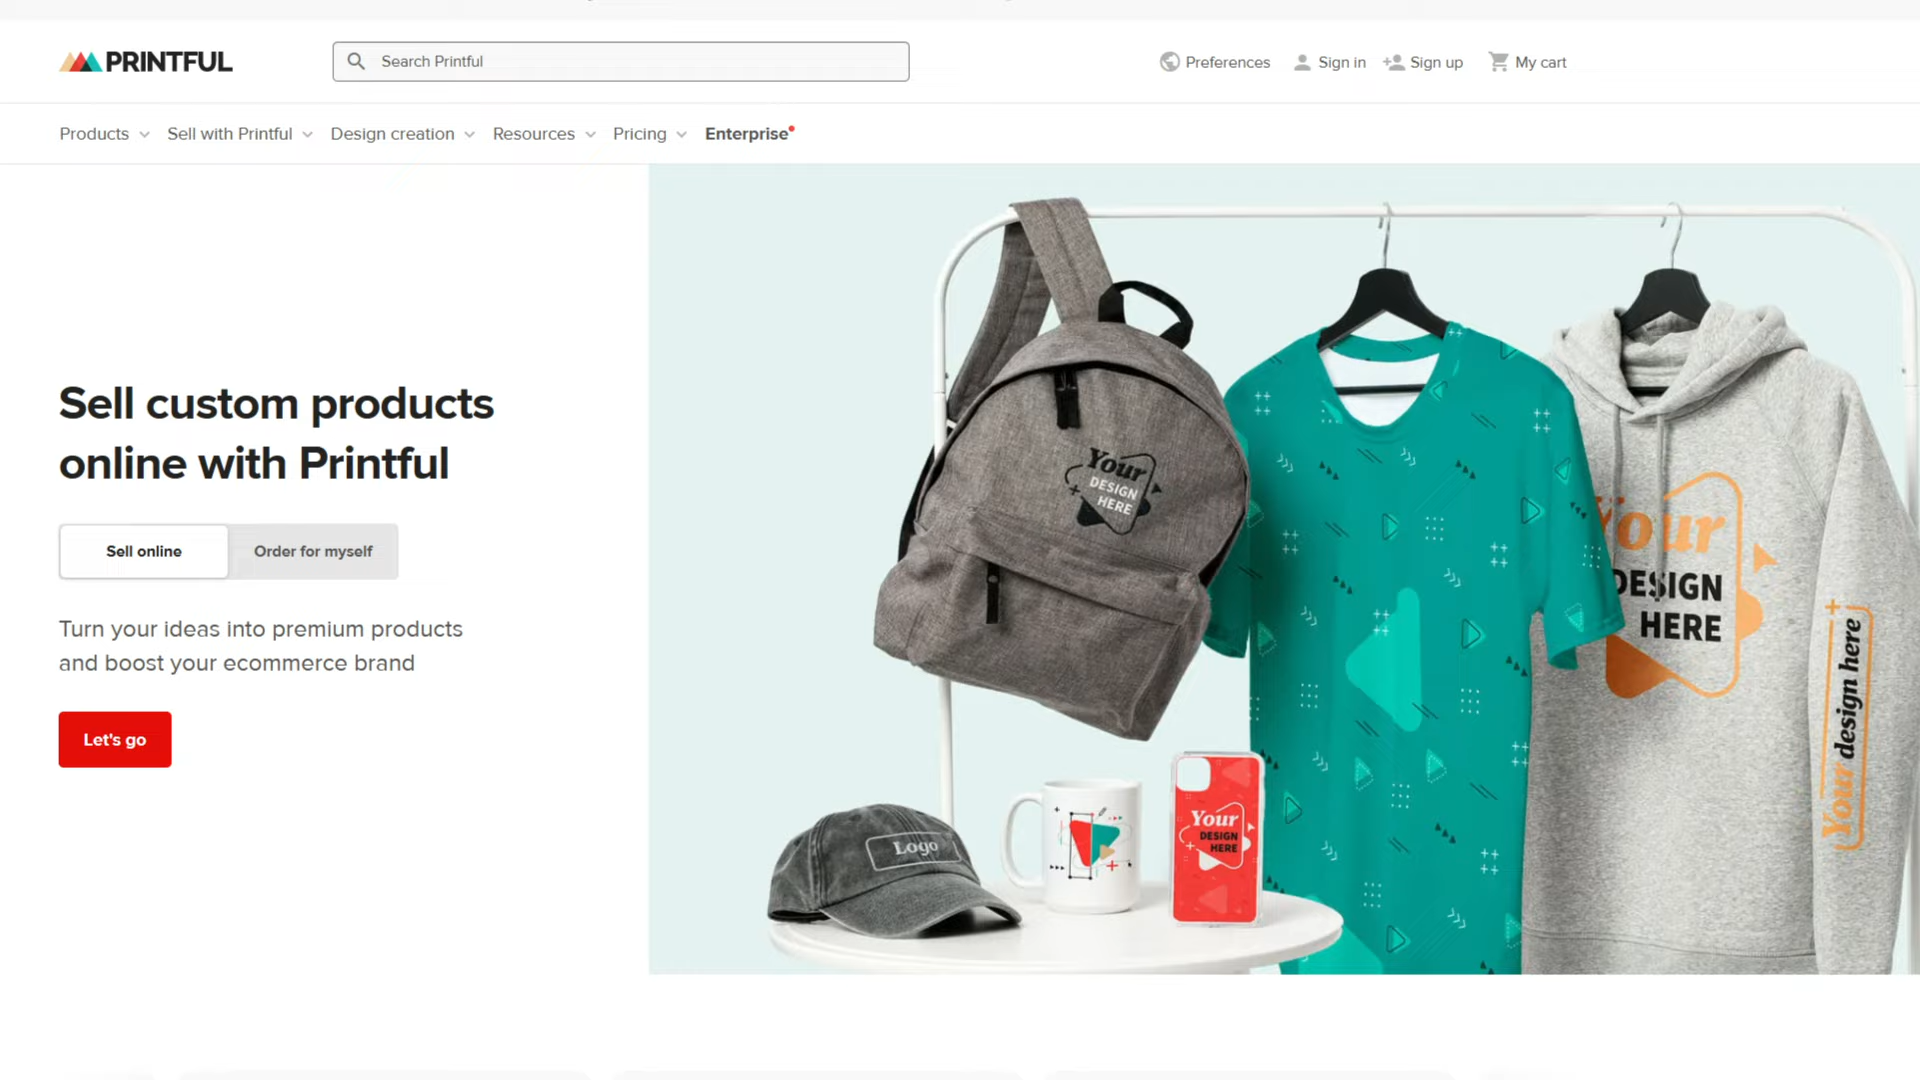 PRINTFUL
Search Printful
Preferences
Sign in
Sign up
My cart
Products
Sell with Printful
Design creation
Resources
Pricing
Enterprise
Sell custom products
online with Printful
Sell online
Order for myself
Turn your ideas into premium products
and boost your ecommerce brand
Let's go
Your
DESIGN
HERE
Your
DESIGN
HERE
Your design here
Logo
Your
DESIGN
HERE